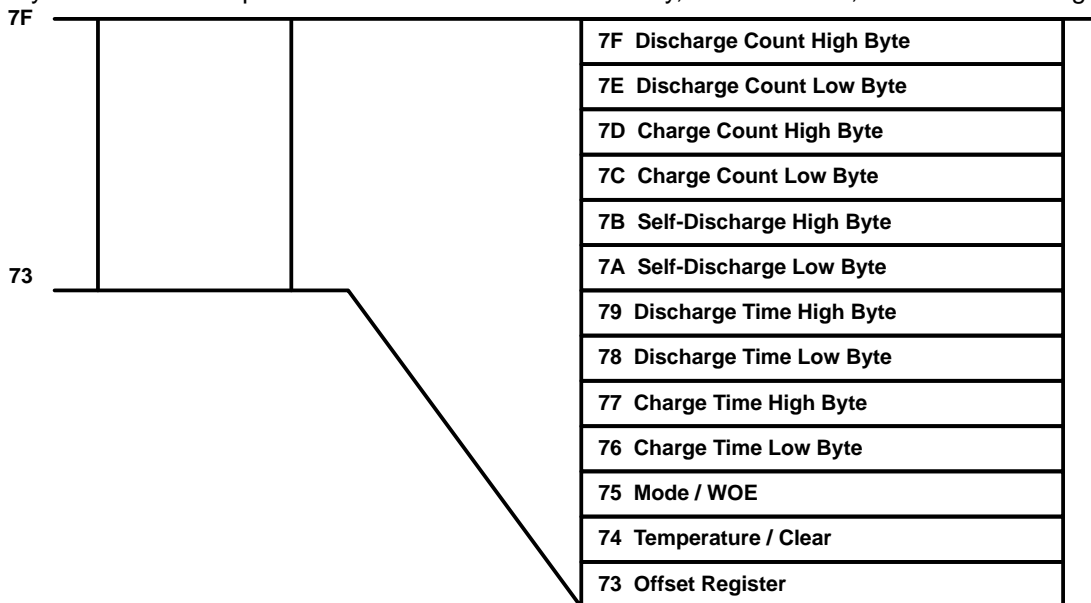 7F
7F Discharge Count High Byte
7E Discharge Count Low Byte
7D Charge Count High Byte
7C Charge Count Low Byte
7B Self-Discharge High Byte
7A Self-Discharge Low Byte
73
79 Discharge Time High Byte
78 Discharge Time Low Byte
77 Charge Time High Byte
76 Charge Time Low Byte
75 Mode / WOE
74 Temperature / Clear
73 Offset Register